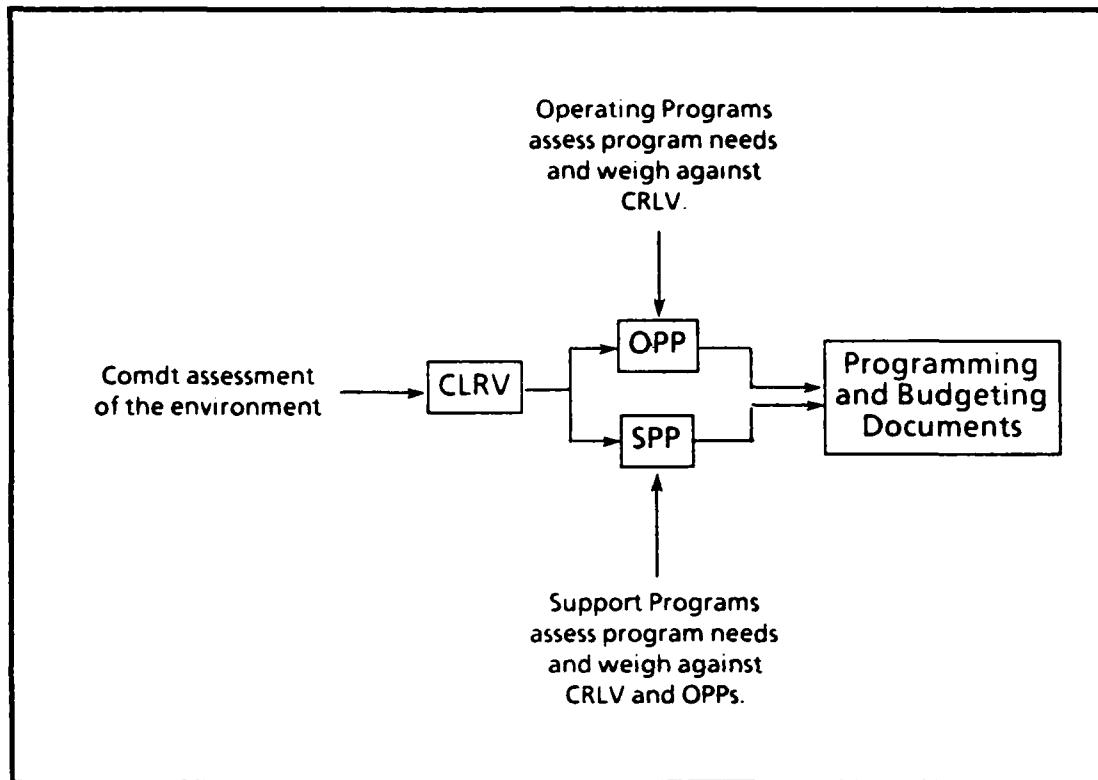 Operating Programs
assess program needs
and weigh against
CRLV.
OPP
Comdt assessment
of the environment
CLRV
SPP
Programming
and Budgeting
Documents
Support Programs
assess program needs
and weigh against
CRLV and OPPs.